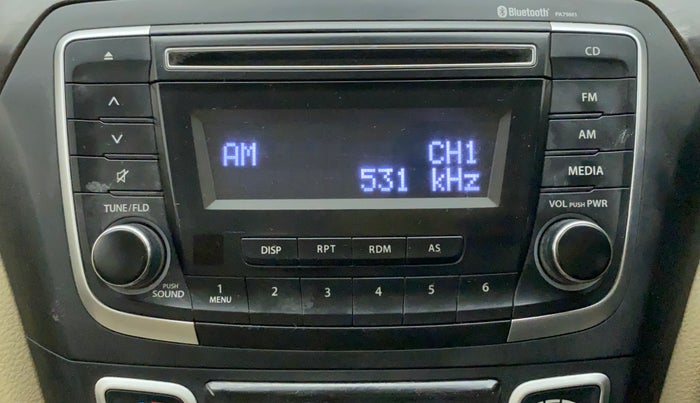 Bluetooth
CD
FM
AM
MEDIA
AM CH1
531 kHz
TUNE/FLD
VOL PUSH PWR
DISP RPT RDM AS
PUSH
SOUND
1 2 3 4 5 6
MENU